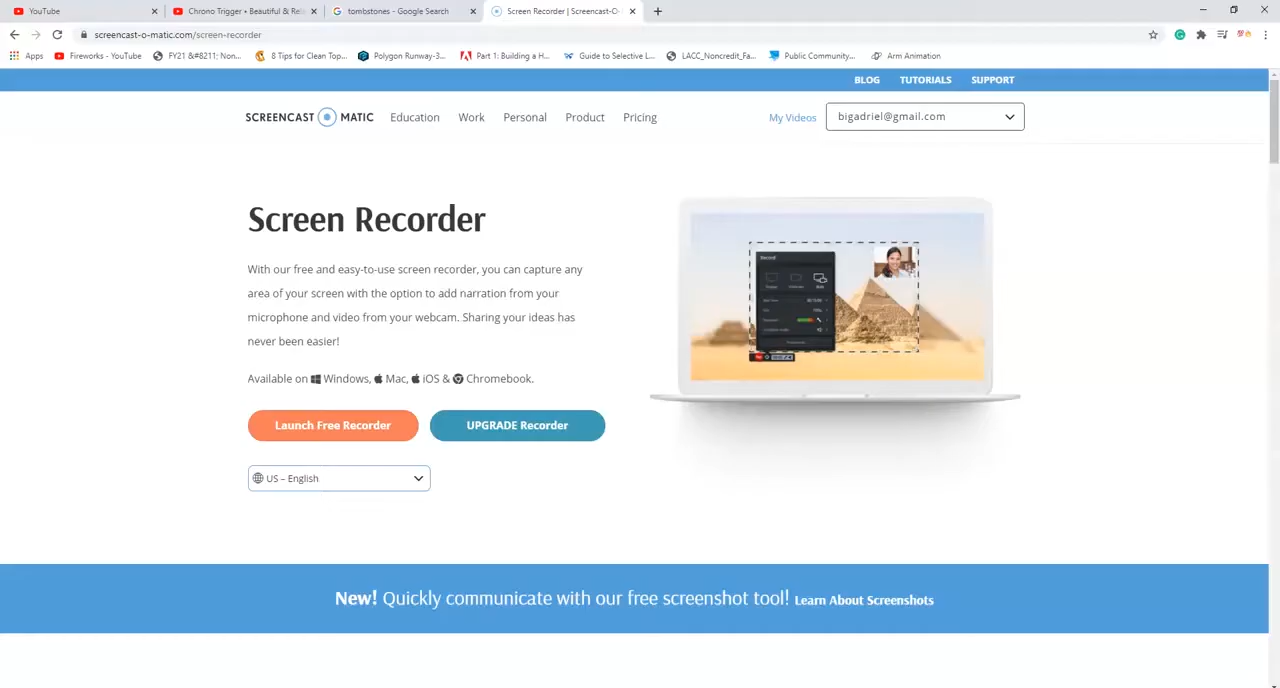 YouTube
Chrono Trigger • Beautiful & Rel
tombstones - Google Search
Screen Recorder | Screencast-O-
screencast-o-matic.com/screen-recorder
Apps
Fireworks - YouTube
FY21 &#8211; Non...
8 Tips for Clean Top...
Polygon Runway-3...
Part 1: Building a H...
Guide to Selective L...
LACC_Noncredit_Fa...
Public Community...
Arm Animation
BLOG TUTORIALS SUPPORT
SCREENCAST MATIC Education Work Personal Product Pricing My Videos bigadriel@gmail.com
Screen Recorder
With our free and easy-to-use screen recorder, you can capture any
area of your screen with the option to add narration from your
microphone and video from your webcam. Sharing your ideas has
never been easier!
Available on Windows, Mac, iOS & Chromebook.
Launch Free Recorder UPGRADE Recorder
US – English
Record
New! Quickly communicate with our free screenshot tool! Learn About Screenshots